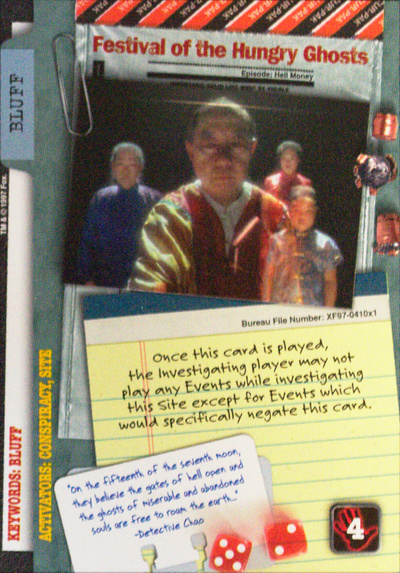 Festival of the Hungry Ghosts
Episode: Hell Money
Bureau File Number: XF97-0410x1
Once this card is played,
the Investigating player may not
play any Events while investigating
this Site except for Events which
would specifically negate this card.
"On the fifteenth of the seventh moon,
they believe the gates of hell open and
the ghosts of miserable and abandoned
souls are free to roam the earth."
-Detective Chao
4
BLUFF
TM & © 1997 Fox.
KEYWORDS: BLUFF
ACTIVATORS: CONSPIRACY, SITE